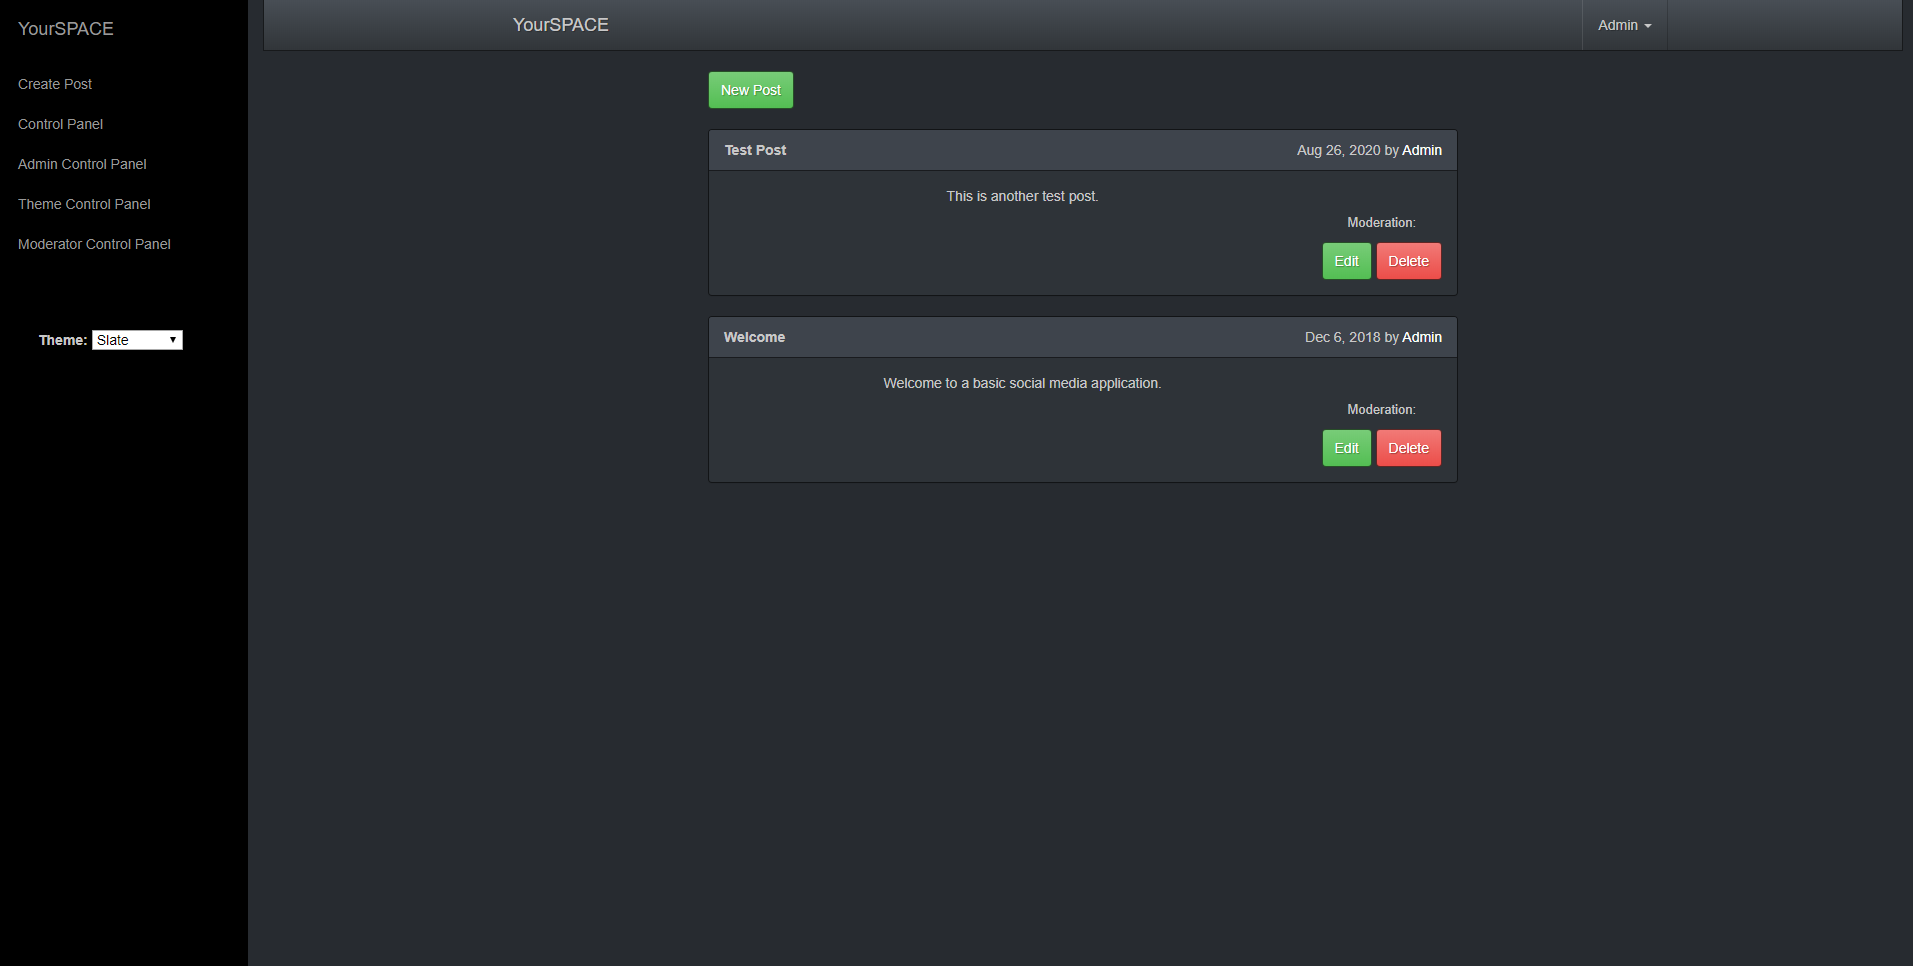 YourSPACE
Create Post
Control Panel
Admin Control Panel
Theme Control Panel
Moderator Control Panel
Theme: Slate
YourSPACE
Admin
New Post
Test Post Aug 26, 2020 by Admin
This is another test post.
Moderation:
Edit Delete
Welcome Dec 6, 2018 by Admin
Welcome to a basic social media application.
Moderation:
Edit Delete